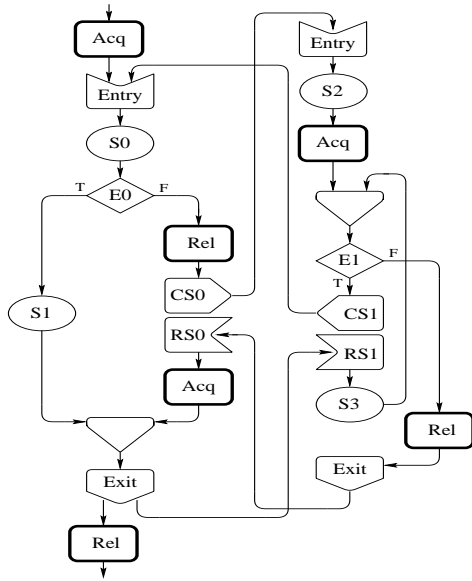 Acq
Entry
S0
T
E0
F
Rel
CS0
S1
RS0
Acq
Exit
Rel
Entry
S2
Acq
E1
F
T
CS1
RS1
S3
Rel
Exit